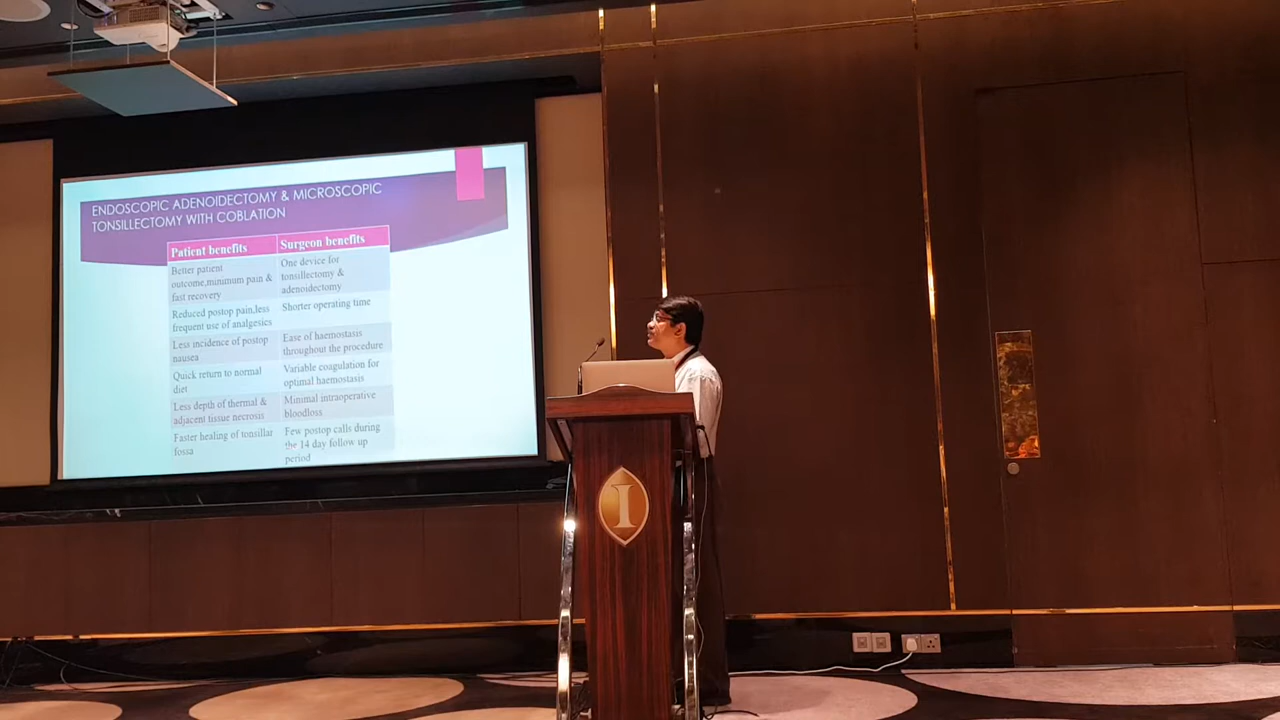 ENDOSCOPIC ADENOIDECTOMY & MICROSCOPIC
TONSILLECTOMY WITH COBLATION
Patient benefits
Surgeon benefits
Better patient
outcome,minimum pain &
fast recovery
One device for
tonsillectomy &
adenoidectomy
Reduced postop pain,less
frequent use of analgesics
Shorter operating time
Less incidence of postop
nausea
Ease of haemostasis
throughout the procedure
Quick return to normal
diet
Variable coagulation for
optimal haemostasis
Less depth of thermal &
adjacent tissue necrosis
Minimal intraoperative
bloodloss
Faster healing of tonsillar
fossa
Few postop calls during
the 14 day follow up
period
I